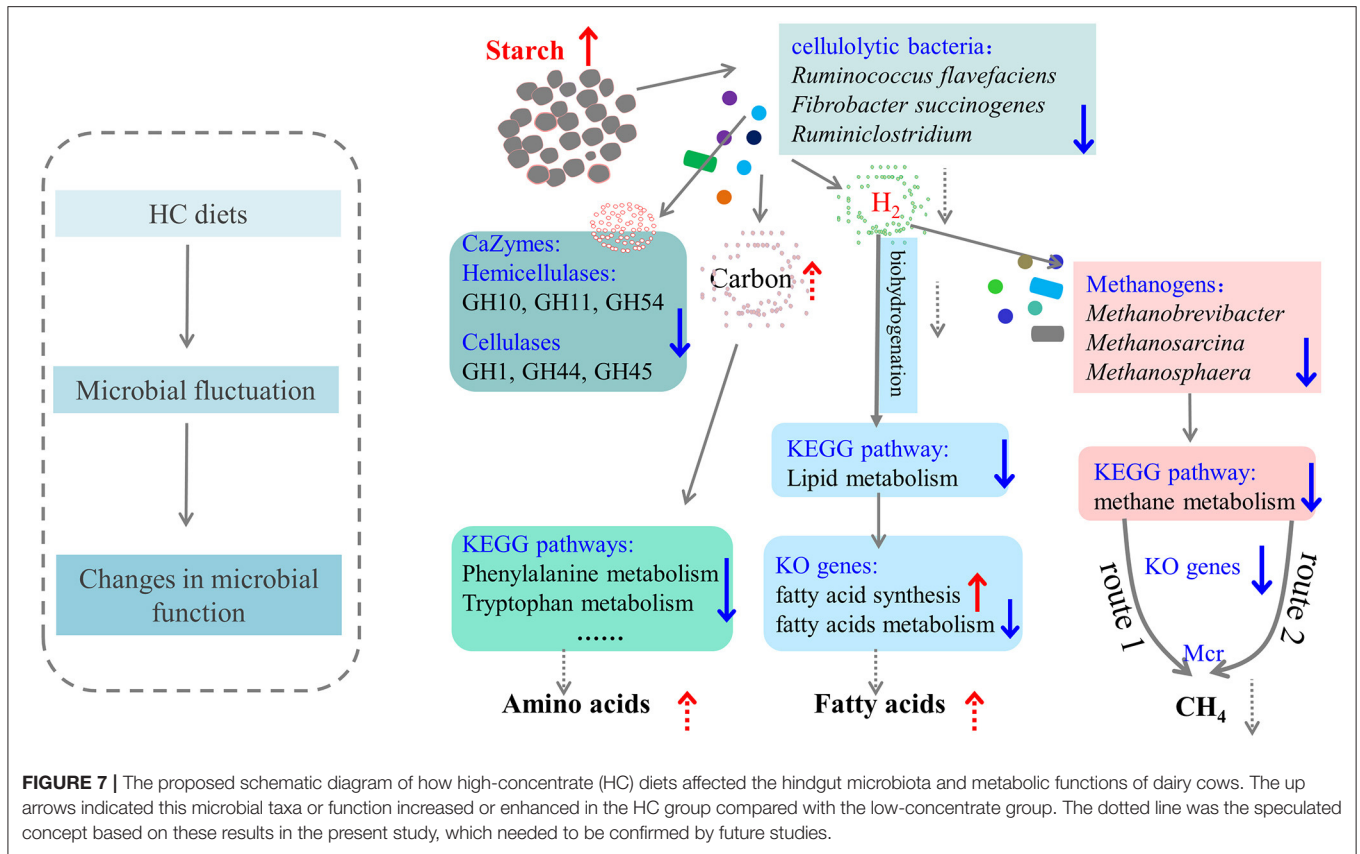 Starch
cellulolytic bacteria:
Ruminococcus flavefaciens
Fibrobacter succinogenes
Ruminiclostridium
HC diets
Microbial fluctuation
Changes in microbial
function
CaZymes:
Hemicellulases:
GH10, GH11, GH54
Cellulases
GH1, GH44, GH45
Carbon
H2
biohydrogenation
Methanogens:
Methanobrevibacter
Methanosarcina
Methanosphaera
KEGG pathway:
Lipid metabolism
KEGG pathway:
methane metabolism
KEGG pathways:
Phenylalanine metabolism
Tryptophan metabolism
......
KO genes:
fatty acid synthesis
fatty acids metabolism
KO genes
route 1
route 2
Mcr
Amino acids
Fatty acids
CH4
FIGURE 7 | The proposed schematic diagram of how high-concentrate (HC) diets affected the hindgut microbiota and metabolic functions of dairy cows. The up
arrows indicated this microbial taxa or function increased or enhanced in the HC group compared with the low-concentrate group. The dotted line was the speculated
concept based on these results in the present study, which needed to be confirmed by future studies.